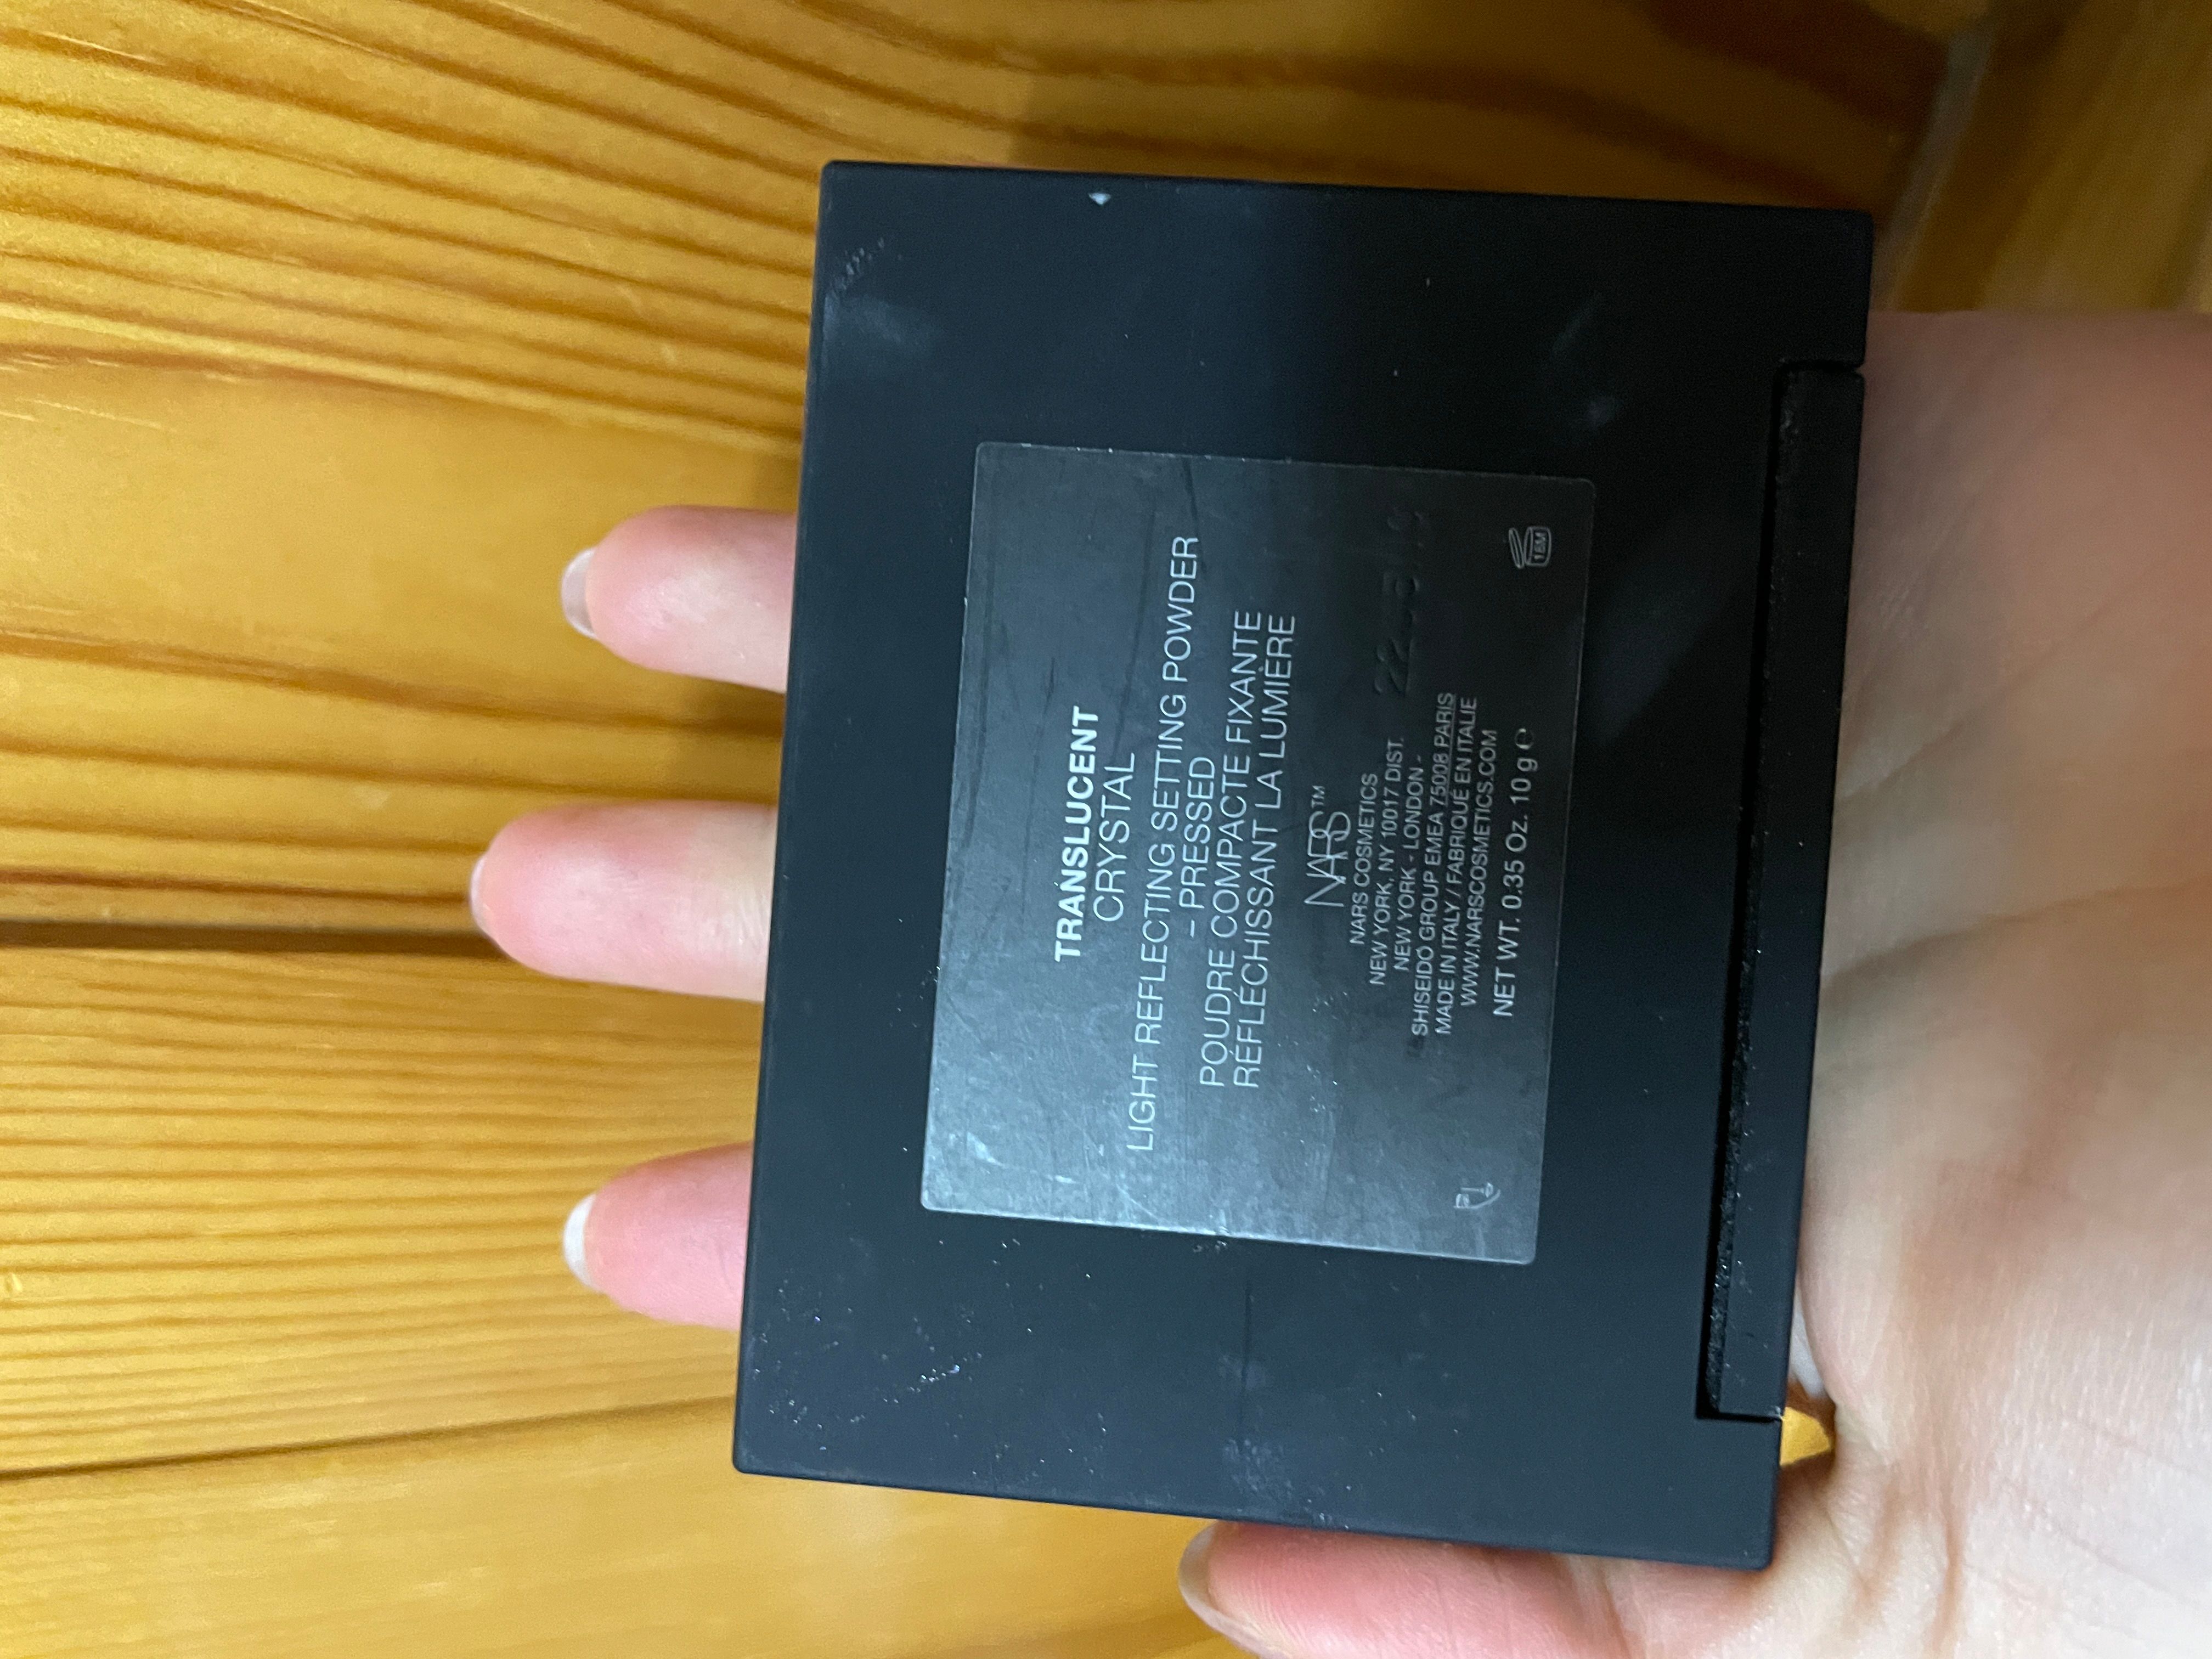 TRANSLUCENT
CRYSTAL
LIGHT REFLECTING SETTING POWDER
– PRESSED
POUDRE COMPACTE FIXANTE
RÉFLÉCHISSANT LA LUMIÈRE
NARS™
NARS COSMETICS
NEW YORK, NY 10017 DIST.
NEW YORK - LONDON -
SHISEIDO GROUP EMEA 75008 PARIS
MADE IN ITALY / FABRIQUÉ EN ITALIE
WWW.NARSCOSMETICS.COM
NET WT. 0.35 Oz. 10 g ℮
18M